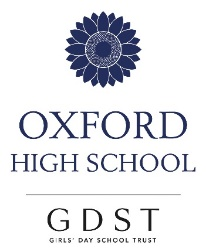 OXFORD
HIGH SCHOOL
GDST
GIRLS' DAY SCHOOL TRUST